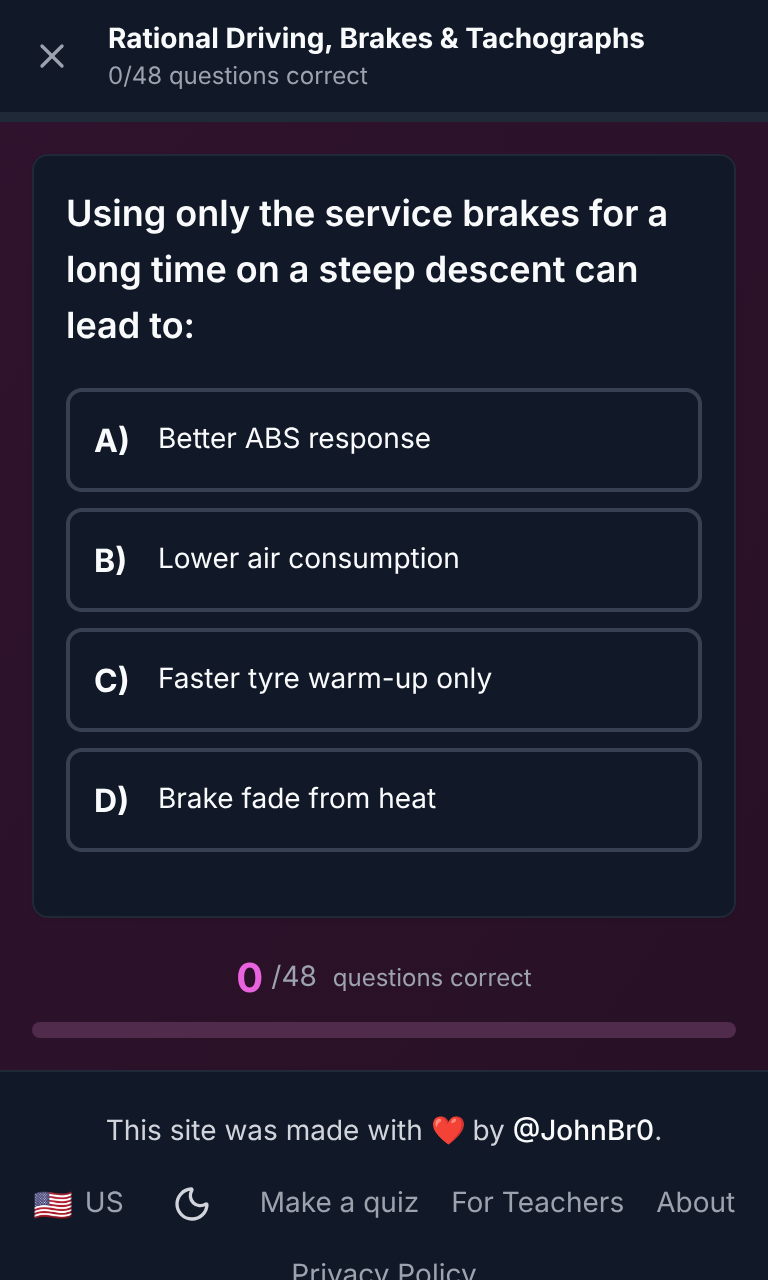 Rational Driving, Brakes & Tachographs
0/48 questions correct
Using only the service brakes for a
long time on a steep descent can
lead to:
A) Better ABS response
B) Lower air consumption
C) Faster tyre warm-up only
D) Brake fade from heat
0 /48 questions correct
This site was made with ❤️ by @JohnBr0.
🇺🇸 US Make a quiz For Teachers About
Privacy Policy